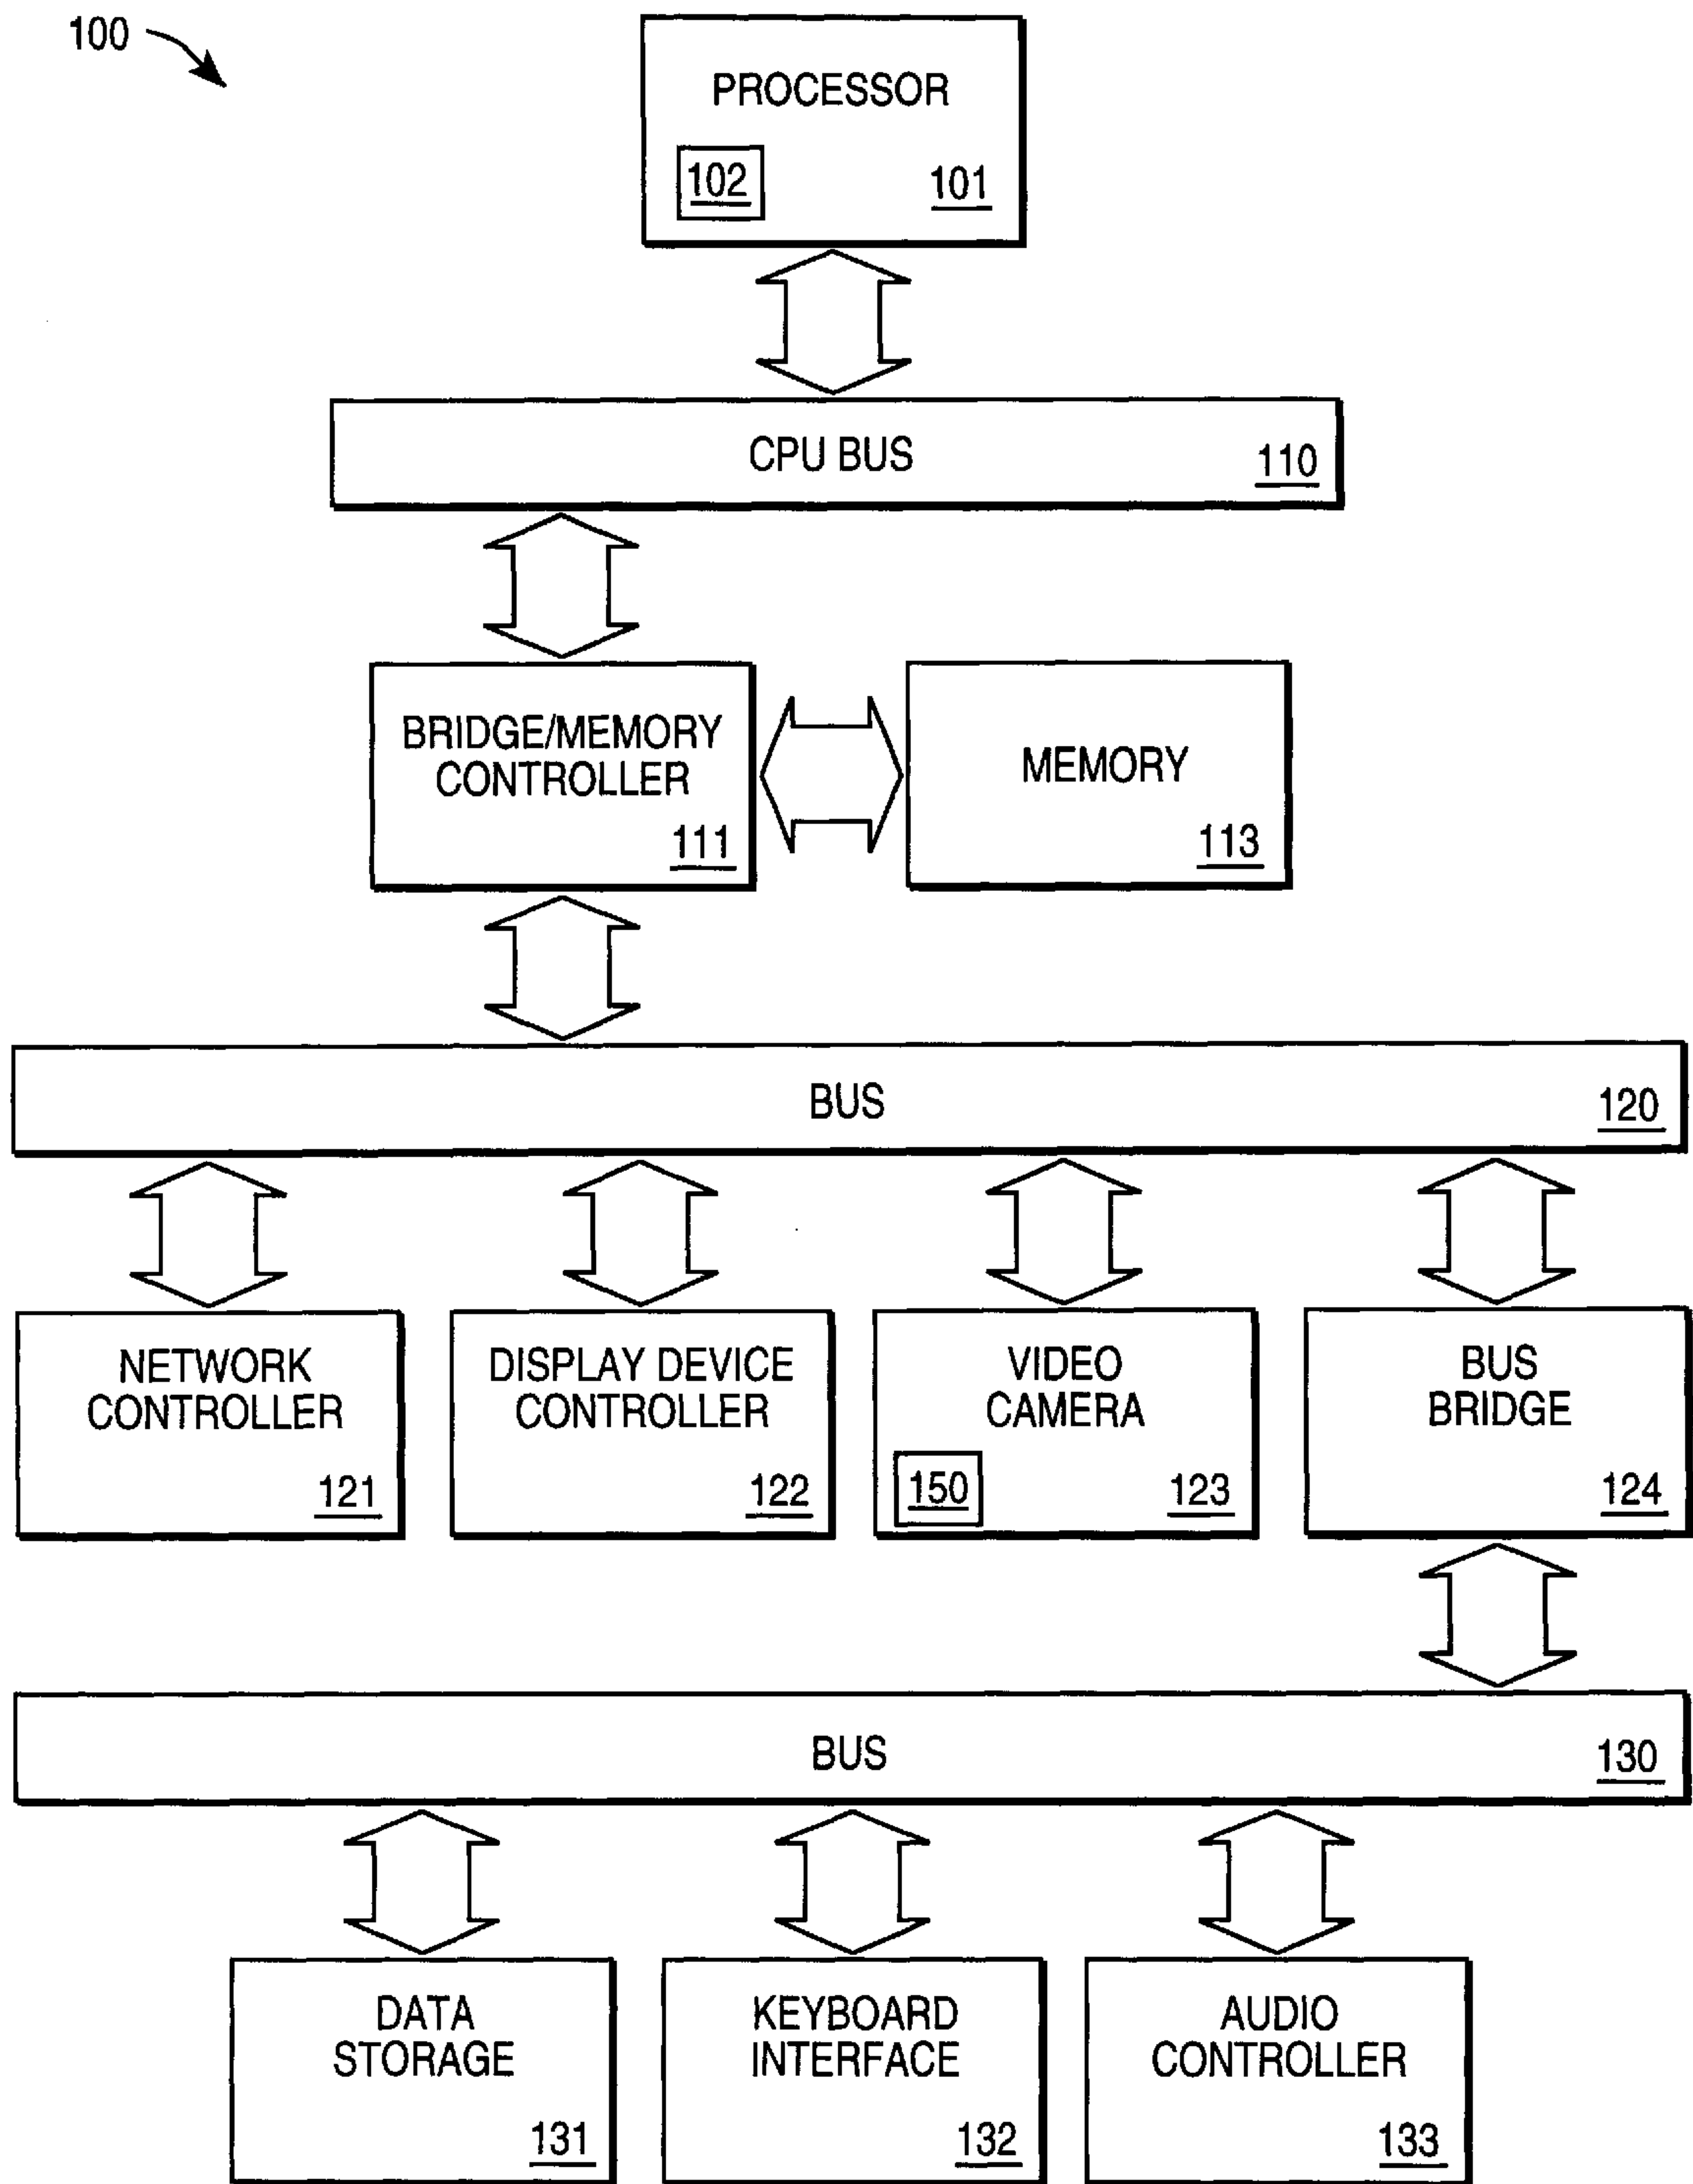 100
PROCESSOR
102 101
CPU BUS 110
BRIDGE/MEMORY
CONTROLLER
111
MEMORY
113
BUS 120
NETWORK
CONTROLLER
121
DISPLAY DEVICE
CONTROLLER
122
VIDEO
CAMERA
150 123
BUS
BRIDGE
124
BUS 130
DATA
STORAGE
131
KEYBOARD
INTERFACE
132
AUDIO
CONTROLLER
133